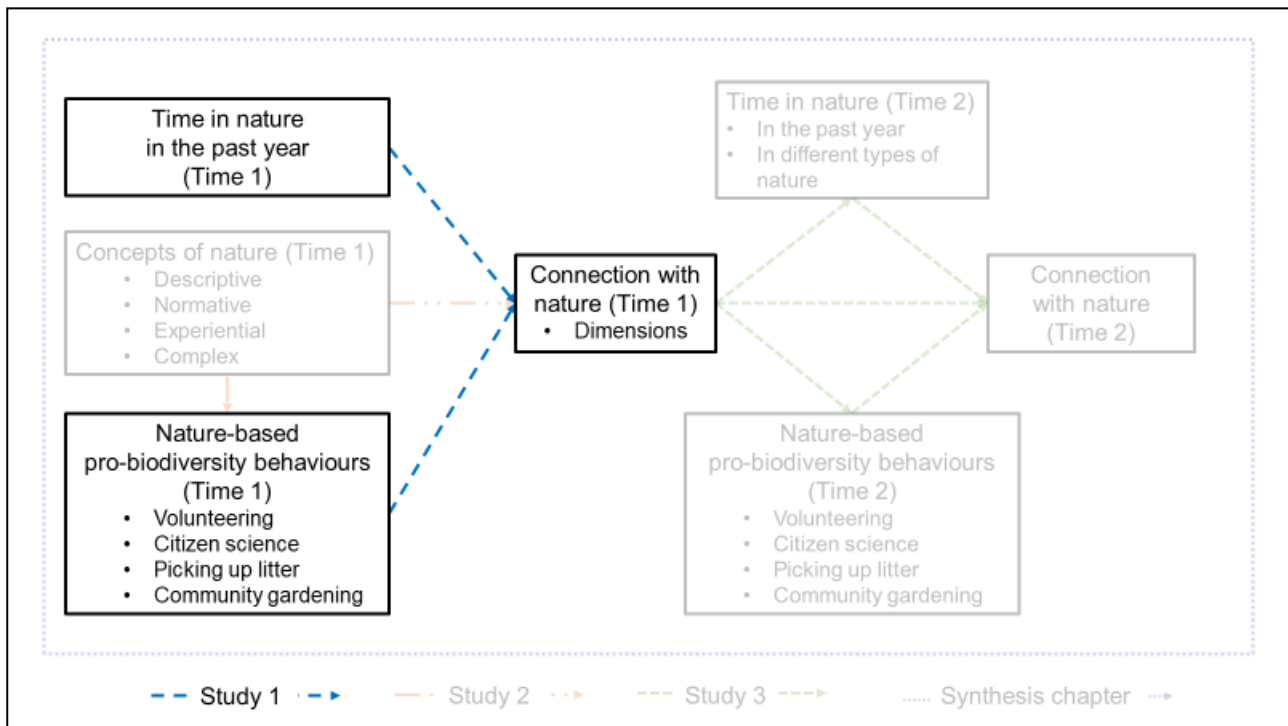 Time in nature
in the past year
(Time 1)
Concepts of nature (Time 1)
• Descriptive
• Normative
• Experiential
• Complex
Nature-based
pro-biodiversity behaviours
(Time 1)
• Volunteering
• Citizen science
• Picking up litter
• Community gardening
Connection with
nature (Time 1)
• Dimensions
Time in nature (Time 2)
• In the past year
• In different types of
nature
Connection
with nature
(Time 2)
Nature-based
pro-biodiversity behaviours
(Time 2)
• Volunteering
• Citizen science
• Picking up litter
• Community gardening
Study 1
Study 2
Study 3
Synthesis chapter